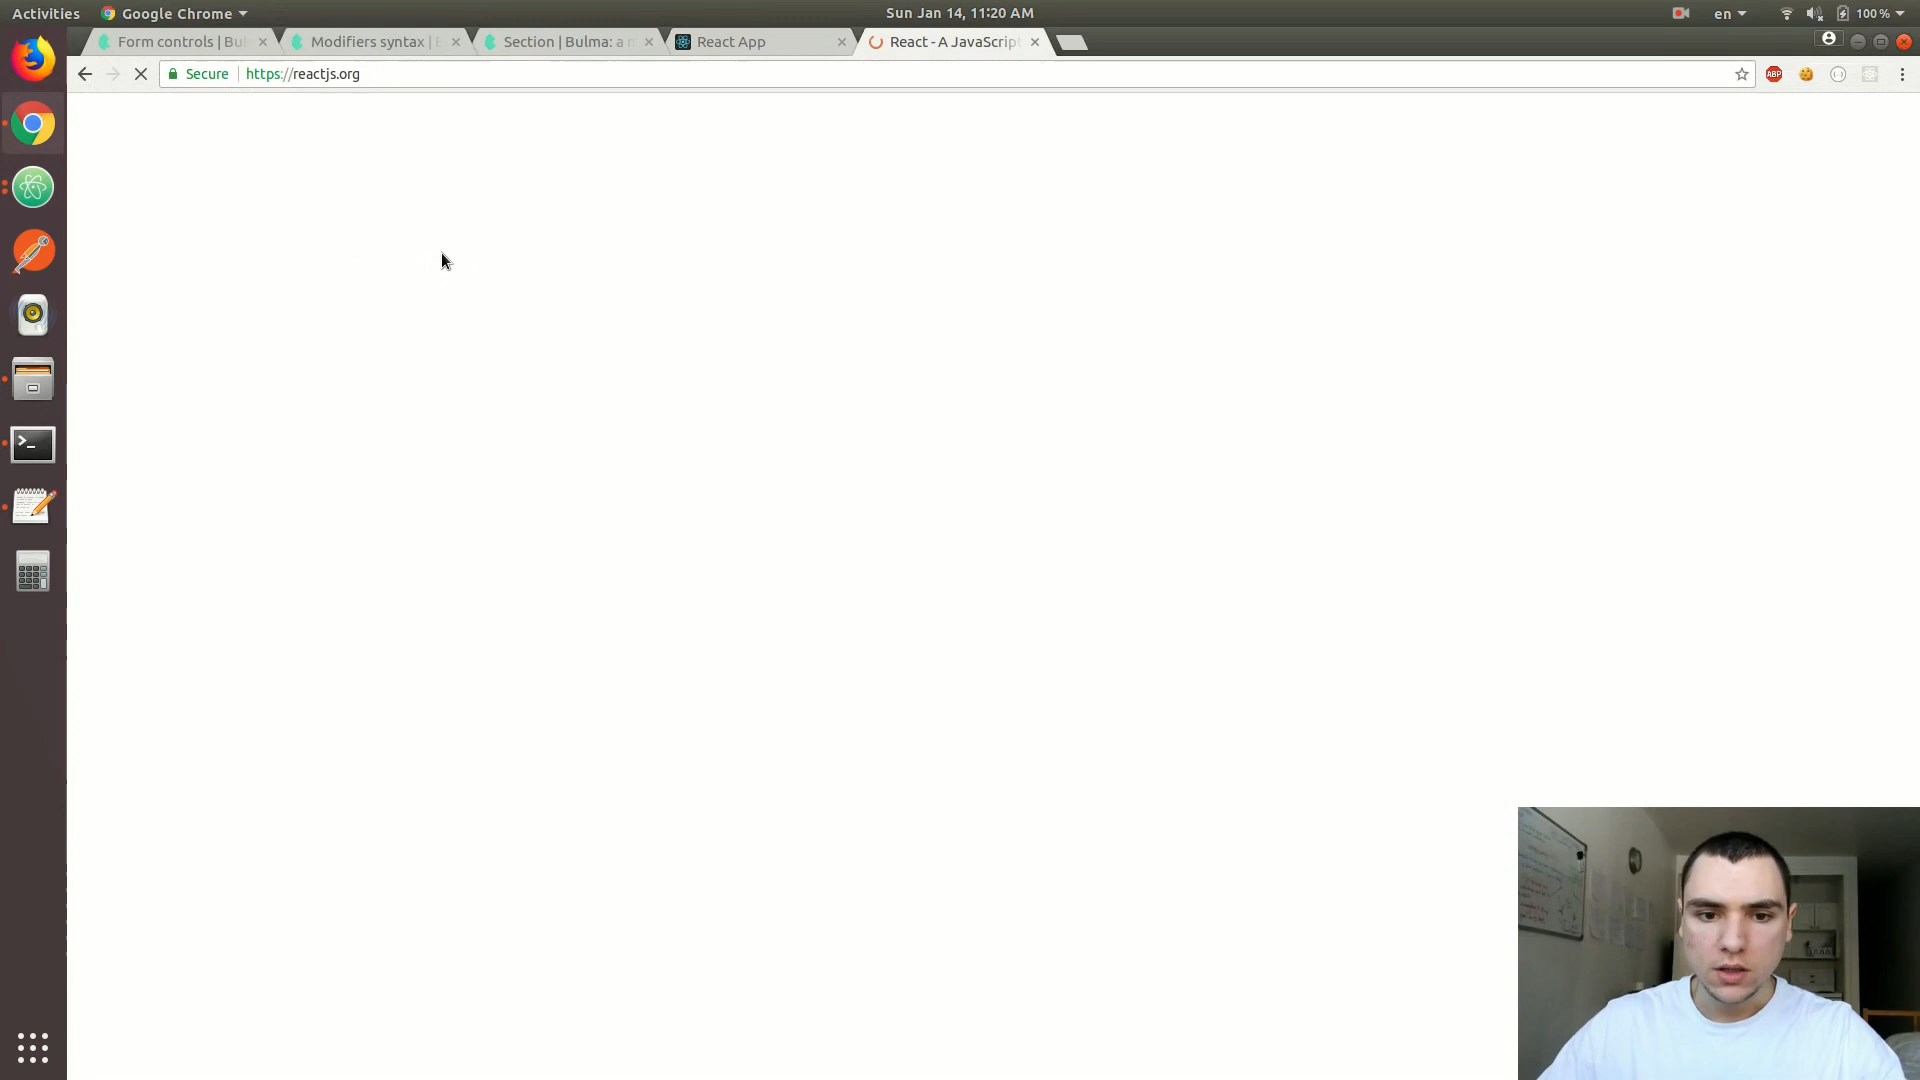 Activities
Google Chrome
Sun Jan 14, 11:20 AM
en
100 %
Form controls | Bul
Modifiers syntax | B
Section | Bulma: a m
React App
React - A JavaScript
Secure
https://reactjs.org
ABP
>_